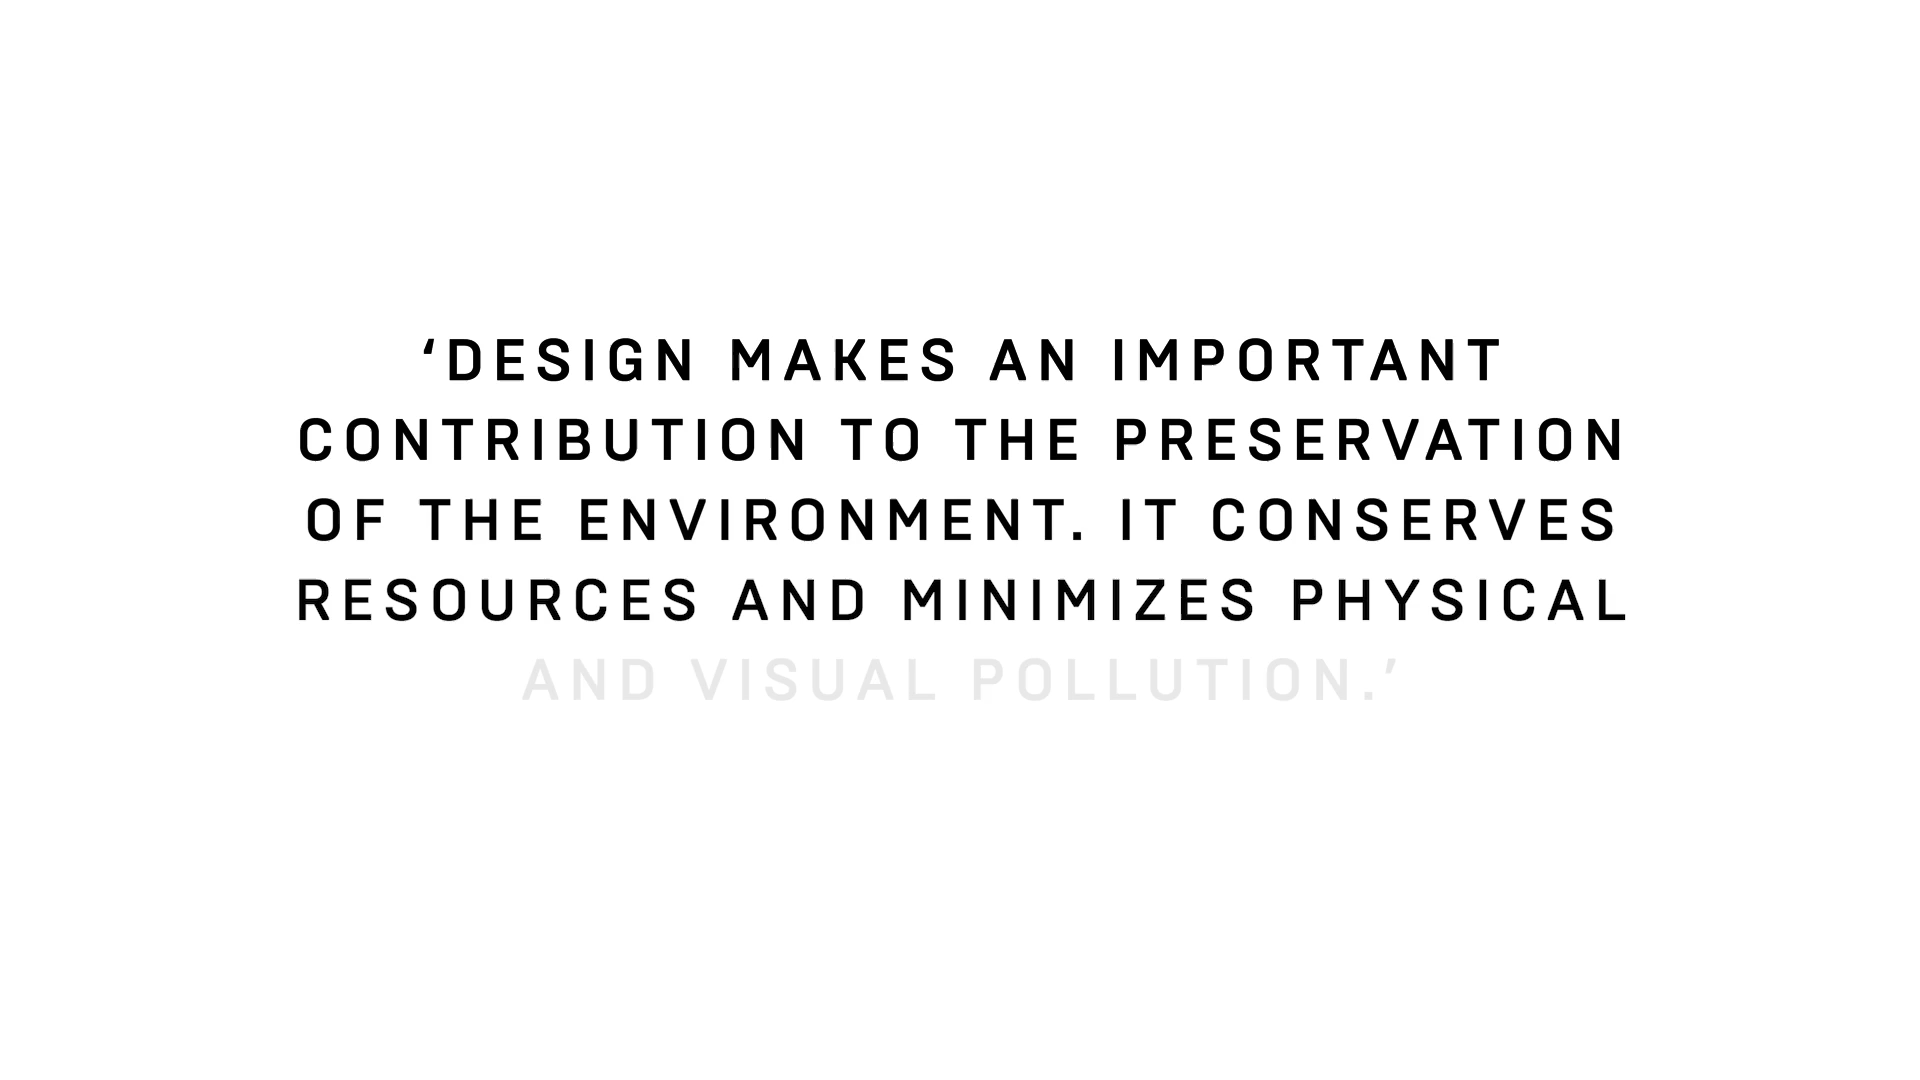 ‘DESIGN MAKES AN IMPORTANT
CONTRIBUTION TO THE PRESERVATION
OF THE ENVIRONMENT. IT CONSERVES
RESOURCES AND MINIMIZES PHYSICAL
AND VISUAL POLLUTION.’